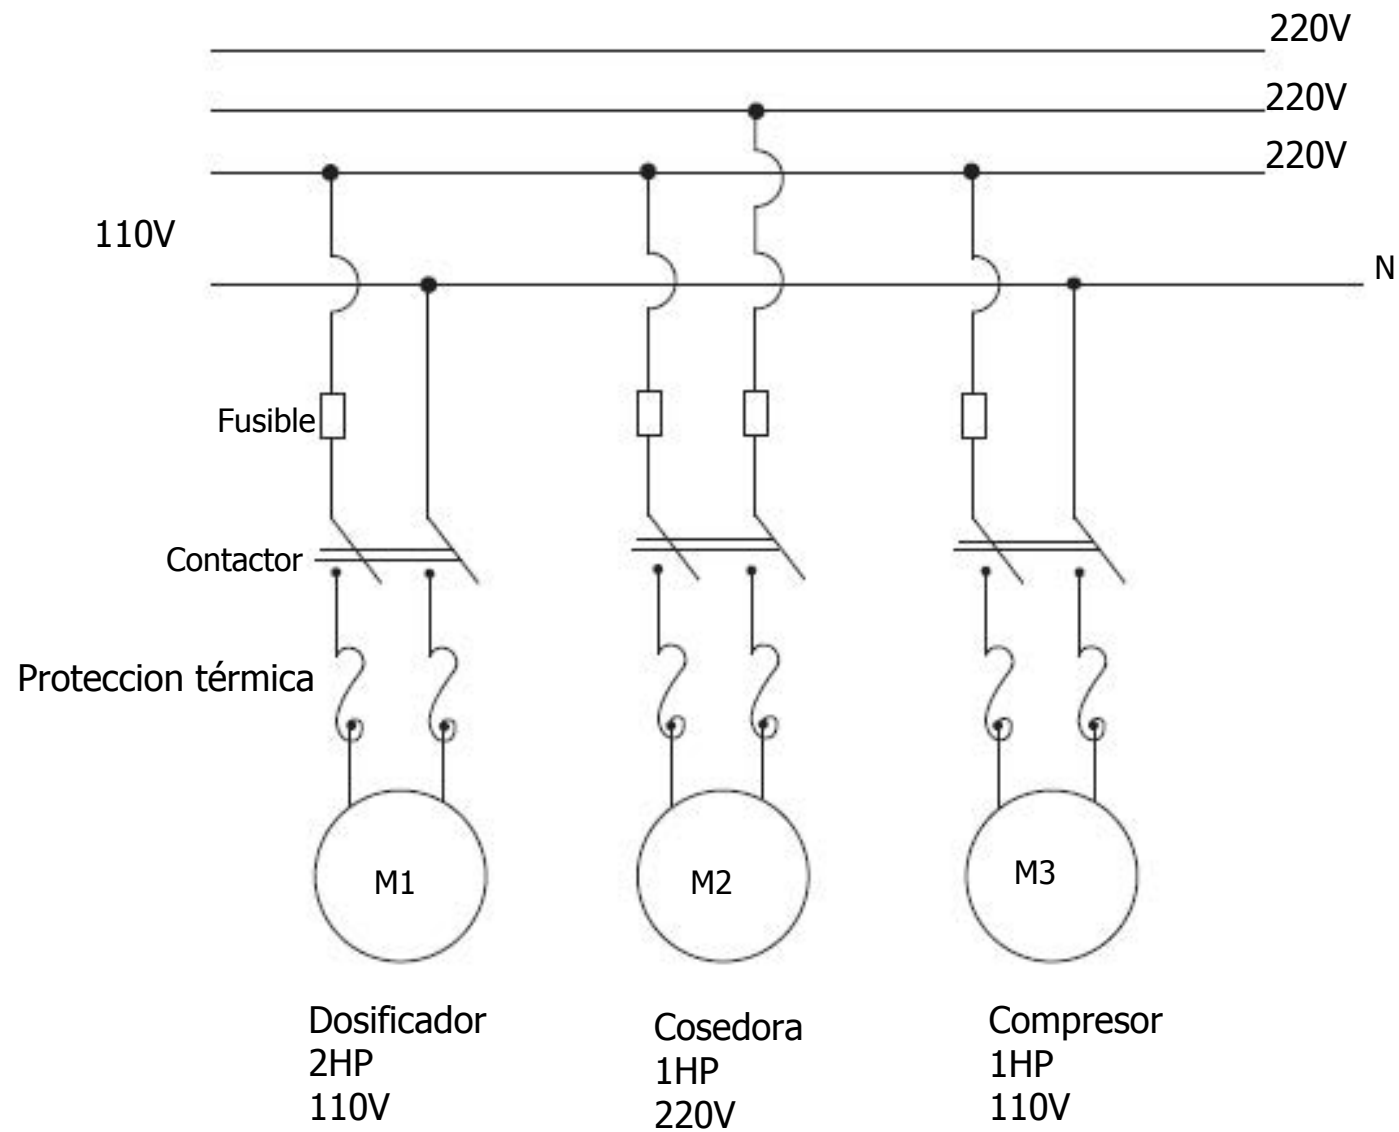 220V
220V
220V
110V
N
Fusible
Contactor
Proteccion térmica
M1
M2
M3
Dosificador
2HP
110V
Cosedora
1HP
220V
Compresor
1HP
110V